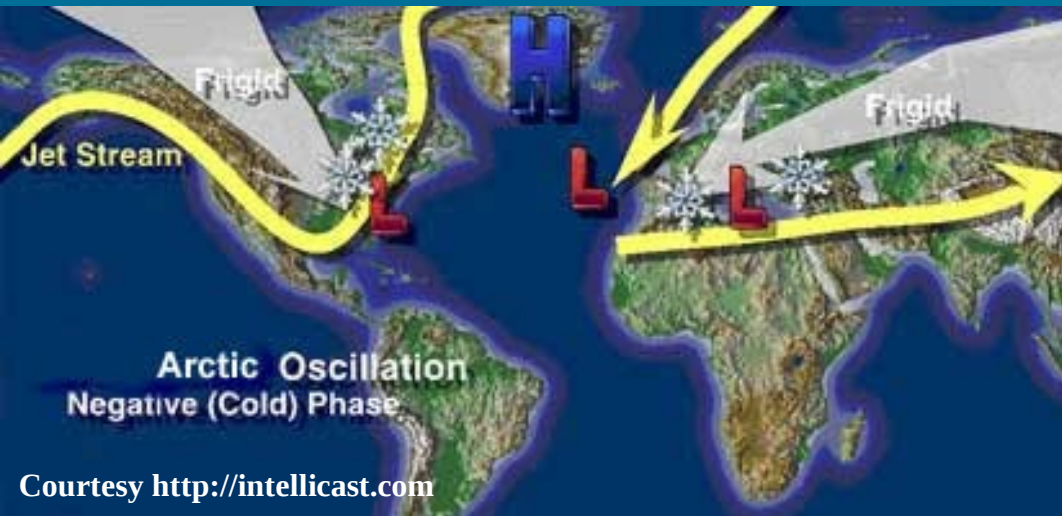 H
Frigid
Frigid
Jet Stream
L
L
L
Arctic Oscillation
Negative (Cold) Phase
Courtesy http://intellicast.com